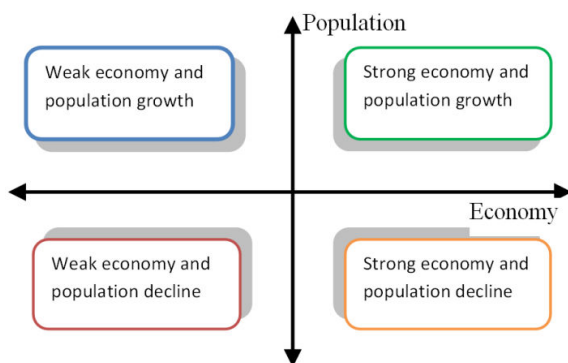 Population
Weak economy and
population growth
Strong economy and
population growth
Economy
Weak economy and
population decline
Strong economy and
population decline